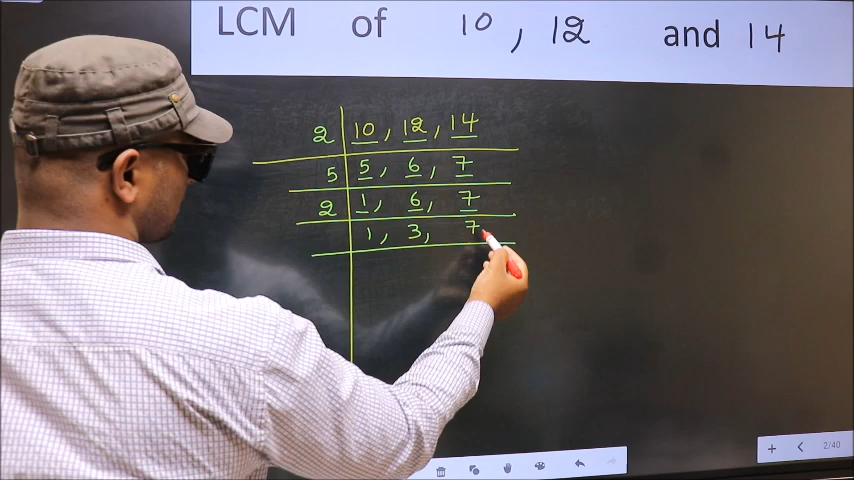 LCM of 10, 12 and 14
2 10, 12, 14
5 5, 6, 7
2 1, 6, 7
1, 3, 7
2/40